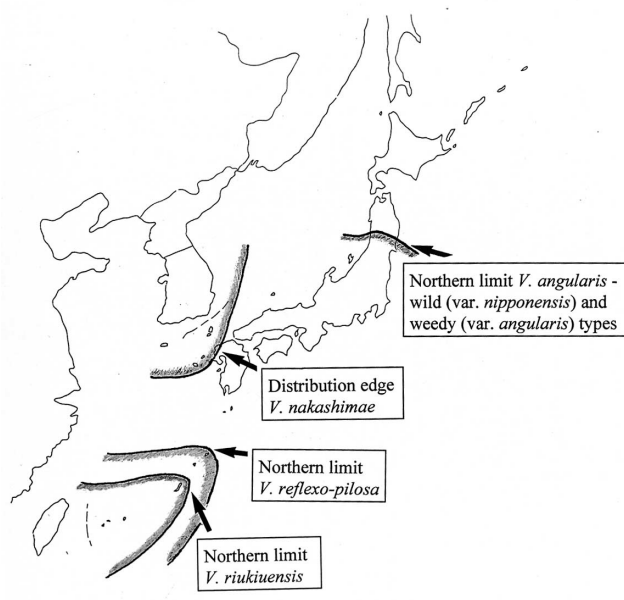 Northern limit V. angularis -
wild (var. nipponensis) and
weedy (var. angularis) types
Distribution edge
V. nakashimae
Northern limit
V. reflexo-pilosa
Northern limit
V. riukiuensis